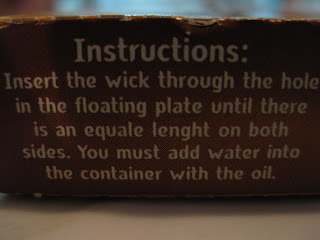 Instructions:
Insert the wick through the hole
in the floating plate until there
is an equale lenght on both
sides. You must add water into
the container with the oil.